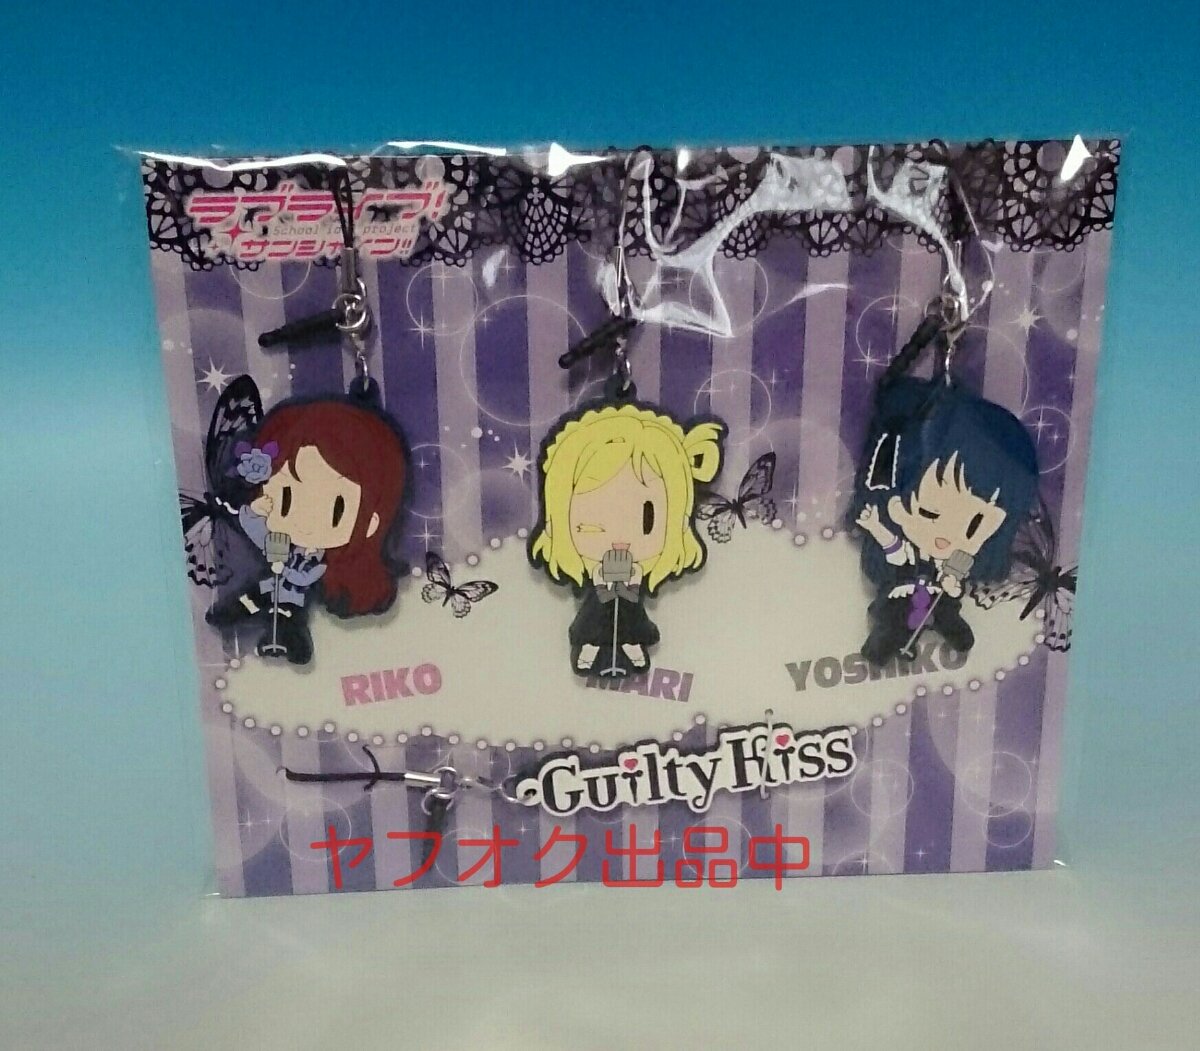 ラブライブ!
School idol project
サンシャイン!!
RIKO
MARI
YOSHIKO
Guilty Kiss
ヤフオク出品中